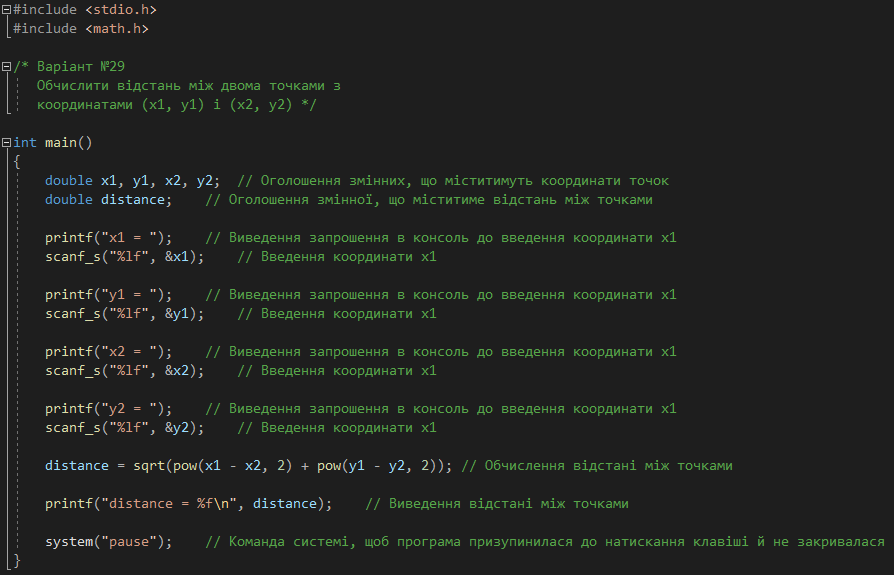 #include <stdio.h>
#include <math.h>
/* Варіант №29
Обчислити відстань між двома точками з
координатами (x1, y1) і (x2, y2) */
int main()
{
double x1, y1, x2, y2; // Оголошення змінних, що міститимуть координати точок
double distance; // Оголошення змінної, що міститиме відстань між точками
printf("x1 = "); // Виведення запрошення в консоль до введення координати x1
scanf_s("%lf", &x1); // Введення координати x1
printf("y1 = "); // Виведення запрошення в консоль до введення координати x1
scanf_s("%lf", &y1); // Введення координати x1
printf("x2 = "); // Виведення запрошення в консоль до введення координати x1
scanf_s("%lf", &x2); // Введення координати x1
printf("y2 = "); // Виведення запрошення в консоль до введення координати x1
scanf_s("%lf", &y2); // Введення координати x1
distance = sqrt(pow(x1 - x2, 2) + pow(y1 - y2, 2)); // Обчислення відстані між точками
printf("distance = %f\n", distance); // Виведення відстані між точками
system("pause"); // Команда системі, щоб програма призупинилася до натискання клавіші й не закривалася
}